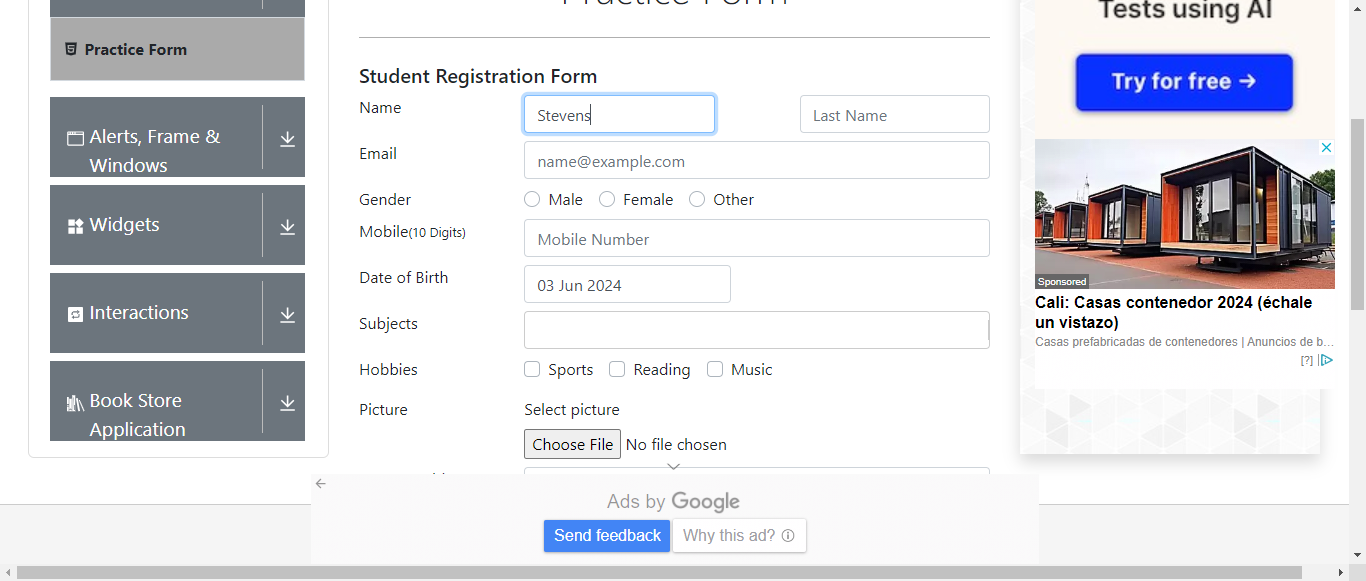 Practice Form
Tests using AI
Try for free →
Practice Form
Alerts, Frame &
Windows
Widgets
Interactions
Book Store
Application
Student Registration Form
Name
Stevens
Last Name
Email
name@example.com
Gender
Male
Female
Other
Mobile(10 Digits)
Mobile Number
Date of Birth
03 Jun 2024
Subjects
Hobbies
Sports
Reading
Music
Picture
Select picture
Choose File No file chosen
Sponsored
Cali: Casas contenedor 2024 (échale
un vistazo)
Casas prefabricadas de contenedores | Anuncios de b...
[?]
Ads by Google
Send feedback
Why this ad?